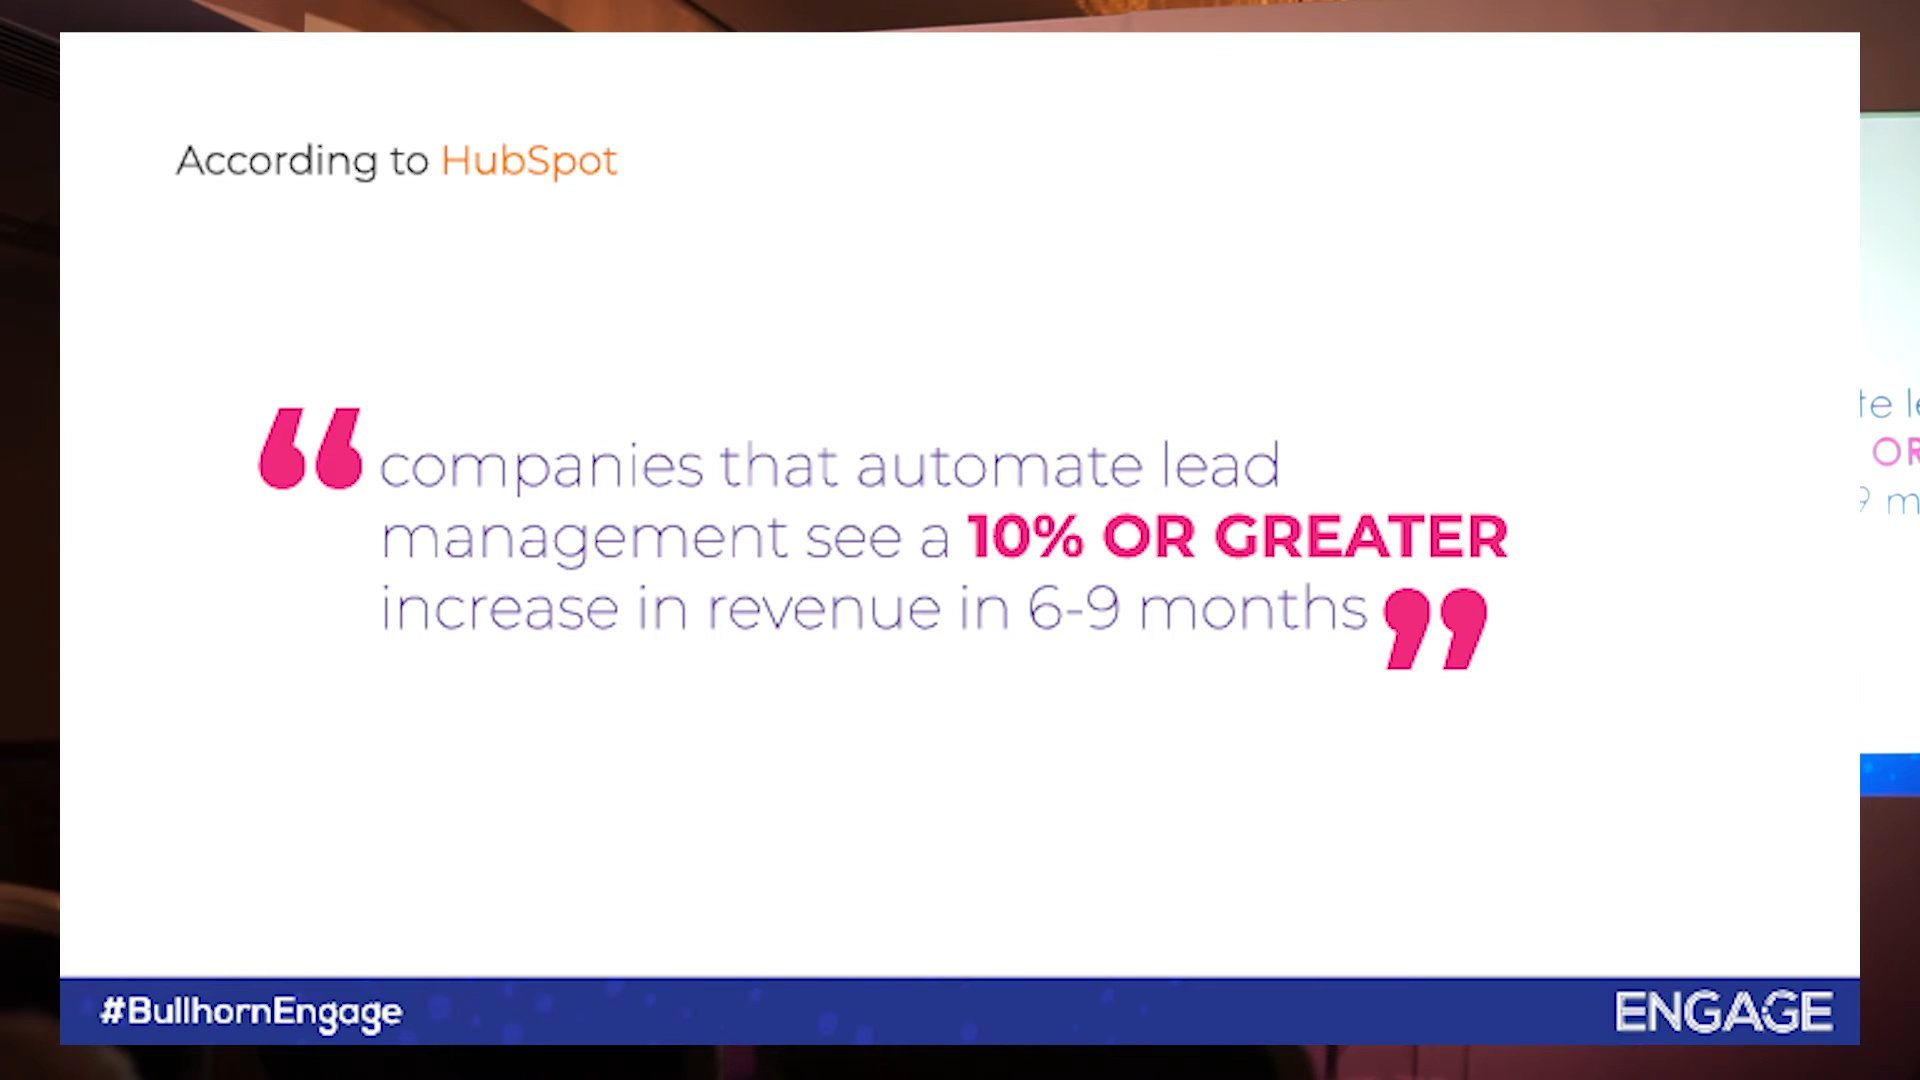 According to HubSpot
“companies that automate lead
management see a 10% OR GREATER
increase in revenue in 6-9 months”
#BullhornEngage
ENGAGE
OR